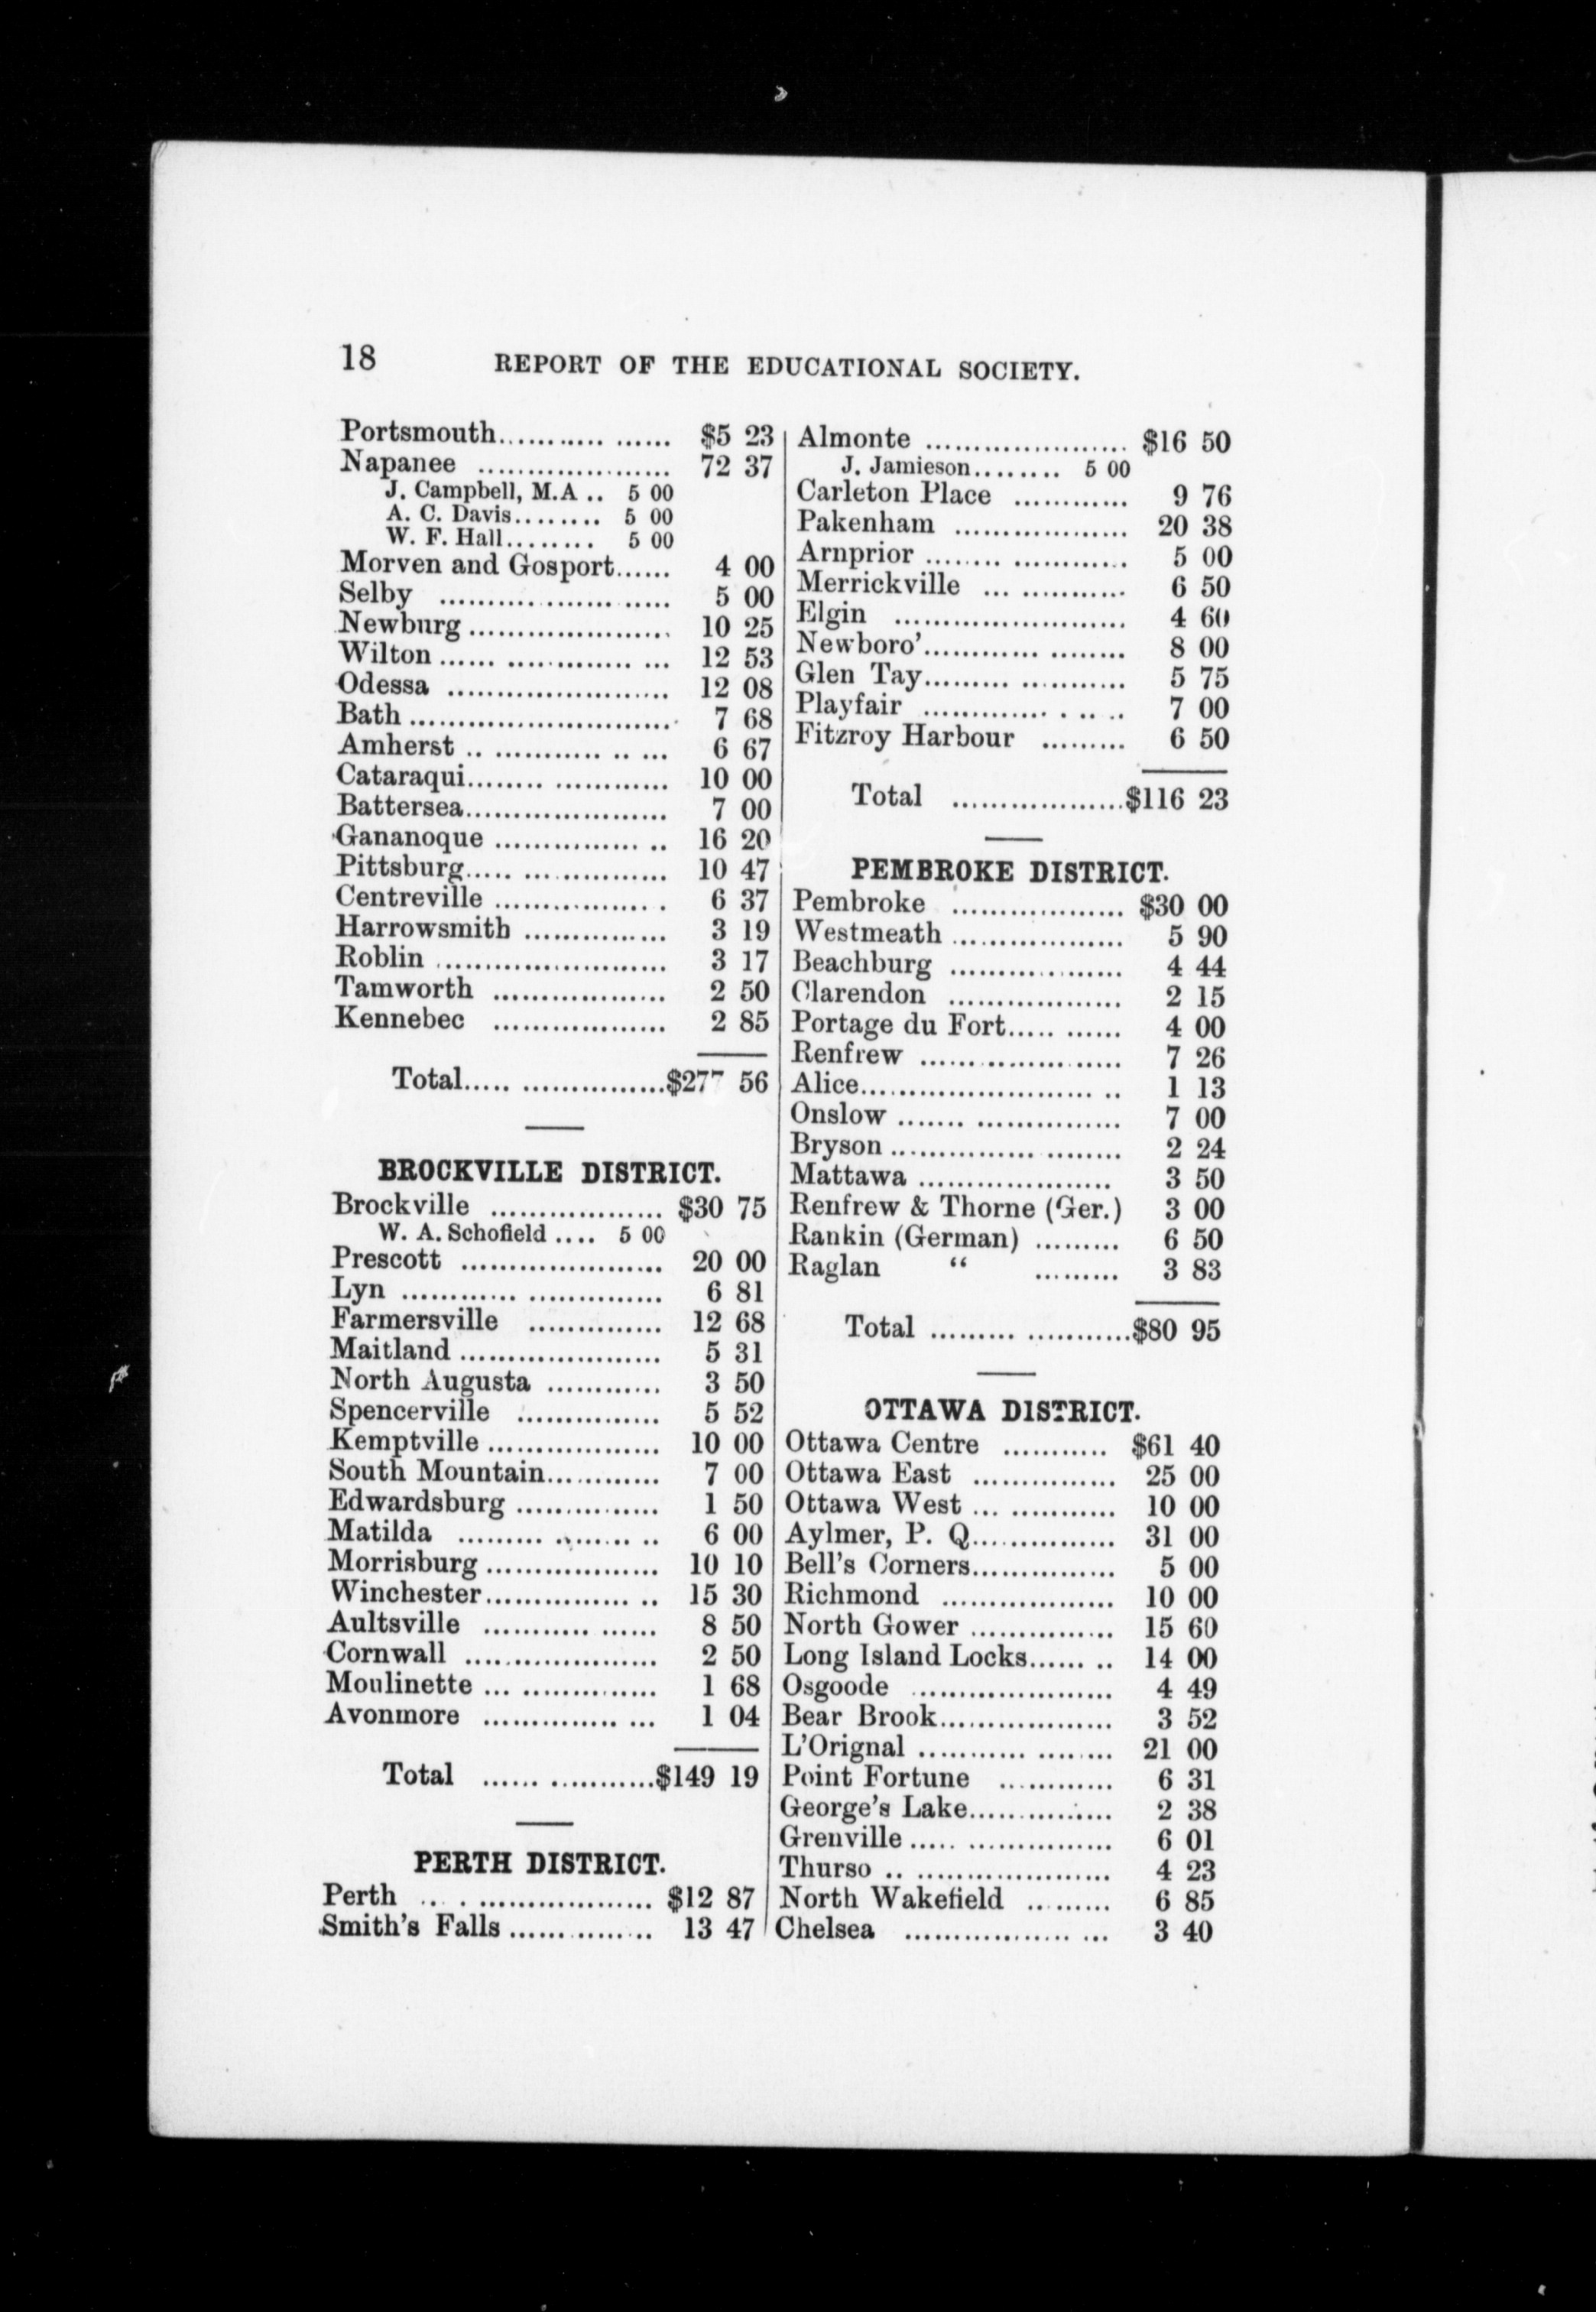 18 REPORT OF THE EDUCATIONAL SOCIETY.
Portsmouth.................. $5 23
Napanee .................... 72 37
J. Campbell, M.A .. 5 00
A. C. Davis........ 5 00
W. F. Hall........ 5 00
Morven and Gosport...... 4 00
Selby ........................ 5 00
Newburg..................... 10 25
Wilton....................... 12 53
Odessa ....................... 12 08
Bath........................... 7 68
Amherst .................... 6 67
Cataraqui.................... 10 00
Battersea..................... 7 00
Gananoque ................. 16 20
Pittsburg..................... 10 47
Centreville ................. 6 37
Harrowsmith ............... 3 19
Roblin ........................ 3 17
Tamworth .................. 2 50
Kennebec .................. 2 85
Total....................$277 56
BROCKVILLE DISTRICT.
Brockville .................. $30 75
W. A. Schofield .... 5 00
Prescott ..................... 20 00
Lyn .......................... 6 81
Farmersville .............. 12 68
Maitland ..................... 5 31
North Augusta ............ 3 50
Spencerville ............... 5 52
Kemptville .................. 10 00
South Mountain............ 7 00
Edwardsburg ............... 1 50
Matilda .................... 6 00
Morrisburg .................. 10 10
Winchester................. 15 30
Aultsville .................. 8 50
Cornwall .................... 2 50
Moulinette ................. 1 68
Avonmore ................. 1 04
Total ..................$149 19
PERTH DISTRICT.
Perth ...................... $12 87
Smith's Falls ............... 13 47
Almonte ..................... $16 50
J. Jamieson......... 5 00
Carleton Place ............ 9 76
Pakenham .................. 20 38
Arnprior .................... 5 00
Merrickville ............... 6 50
Elgin ........................ 4 60
Newboro'.................... 8 00
Glen Tay.................... 5 75
Playfair .................... 7 00
Fitzroy Harbour ......... 6 50
Total ..................$116 23
PEMBROKE DISTRICT.
Pembroke .................. $30 00
Westmeath .................. 5 90
Beachburg .................. 4 44
Clarendon .................. 2 15
Portage du Fort........... 4 00
Renfrew ..................... 7 26
Alice.......................... 1 13
Onslow ...................... 7 00
Bryson ....................... 2 24
Mattawa .................... 3 50
Renfrew & Thorne (Ger.) 3 00
Rankin (German) ......... 6 50
Raglan “ ......... 3 83
Total ....................$80 95
OTTAWA DISTRICT.
Ottawa Centre ........... $61 40
Ottawa East ............... 25 00
Ottawa West ............... 10 00
Aylmer, P. Q............... 31 00
Bell's Corners............... 5 00
Richmond .................. 10 00
North Gower ............... 15 60
Long Island Locks........ 14 00
Osgoode ..................... 4 49
Bear Brook.................. 3 52
L'Orignal ................... 21 00
Point Fortune ............ 6 31
George's Lake............... 2 38
Grenville .................... 6 01
Thurso ...................... 4 23
North Wakefield ......... 6 85
Chelsea .................... 3 40